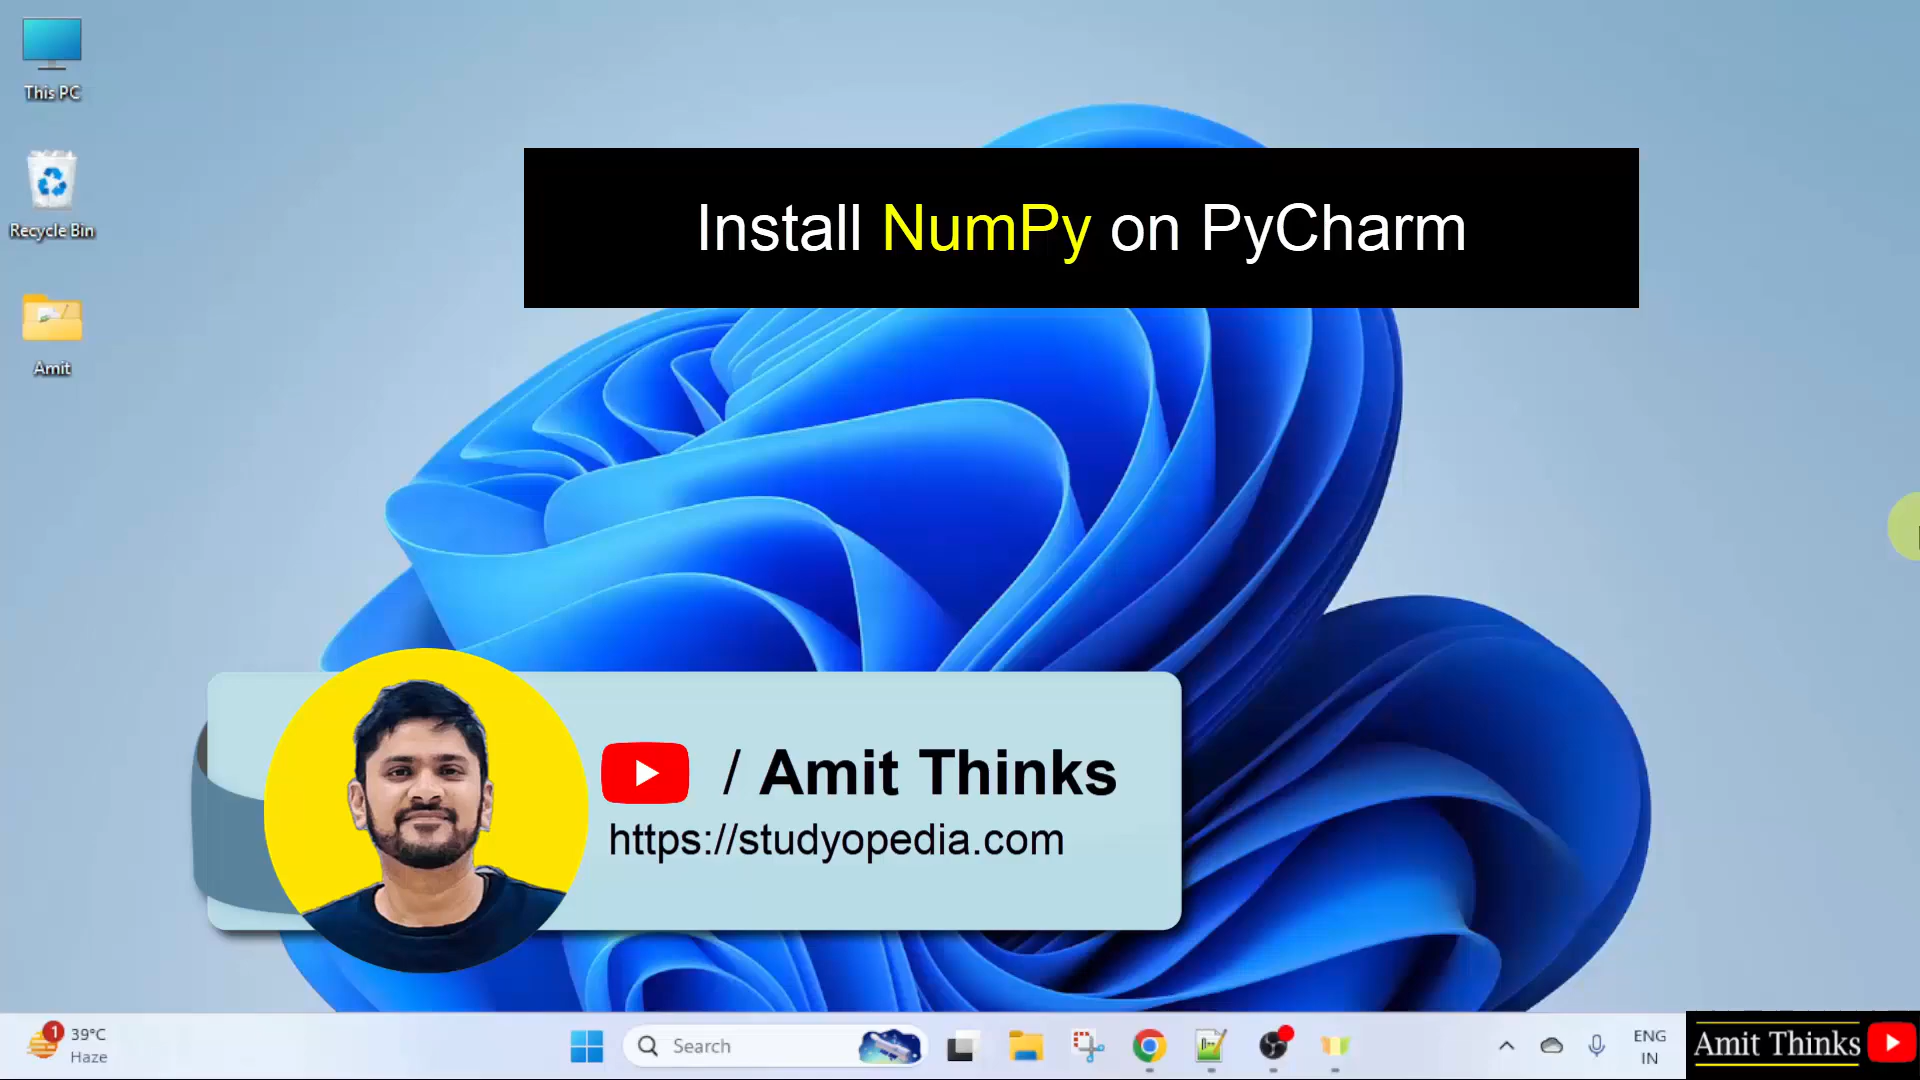 This PC
Recycle Bin
Amit
Install NumPy on PyCharm
/ Amit Thinks
https://studyopedia.com
1
39°C
Haze
Search
ENG
IN
Amit Thinks